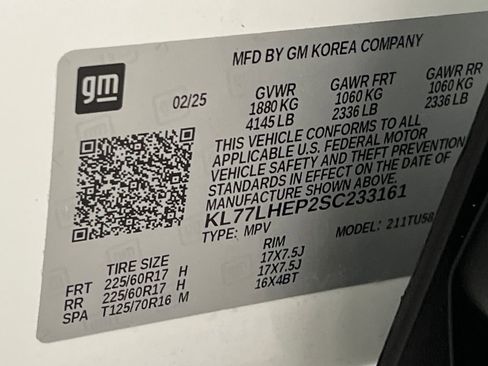 gm
MFD BY GM KOREA COMPANY
02/25 GVWR GAWR FRT GAWR RR
1880 KG 1060 KG 1060 KG
4145 LB 2336 LB 2336 LB
THIS VEHICLE CONFORMS TO ALL
APPLICABLE U.S. FEDERAL MOTOR
VEHICLE SAFETY AND THEFT PREVENTION
STANDARDS IN EFFECT ON THE DATE OF
MANUFACTURE SHOWN ABOVE.
KL77LHEP2SC233161
TYPE: MPV MODEL: 211TU58
TIRE SIZE RIM
FRT 225/60R17 H 17X7.5J
RR 225/60R17 H 17X7.5J
SPA T125/70R16 M 16X4BT